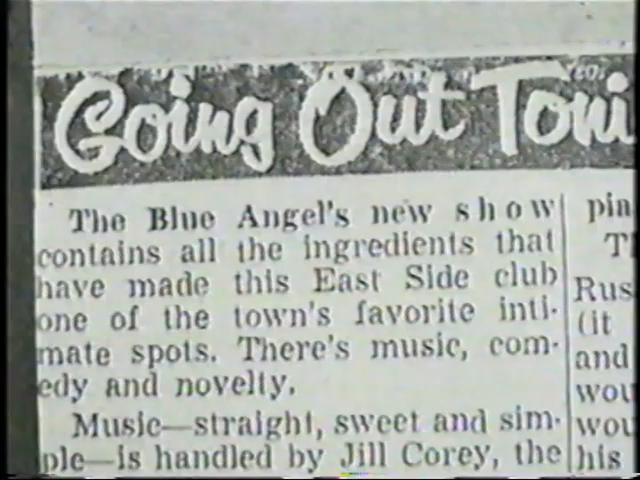 Going Out Toni
The Blue Angel's new show
contains all the ingredients that
have made this East Side club
one of the town's favorite inti-
mate spots. There's music, com-
edy and novelty.
Music—straight, sweet and sim-
ple—is handled by Jill Corey, the
pia
Th
Rus
(it
and
wou
wou
his